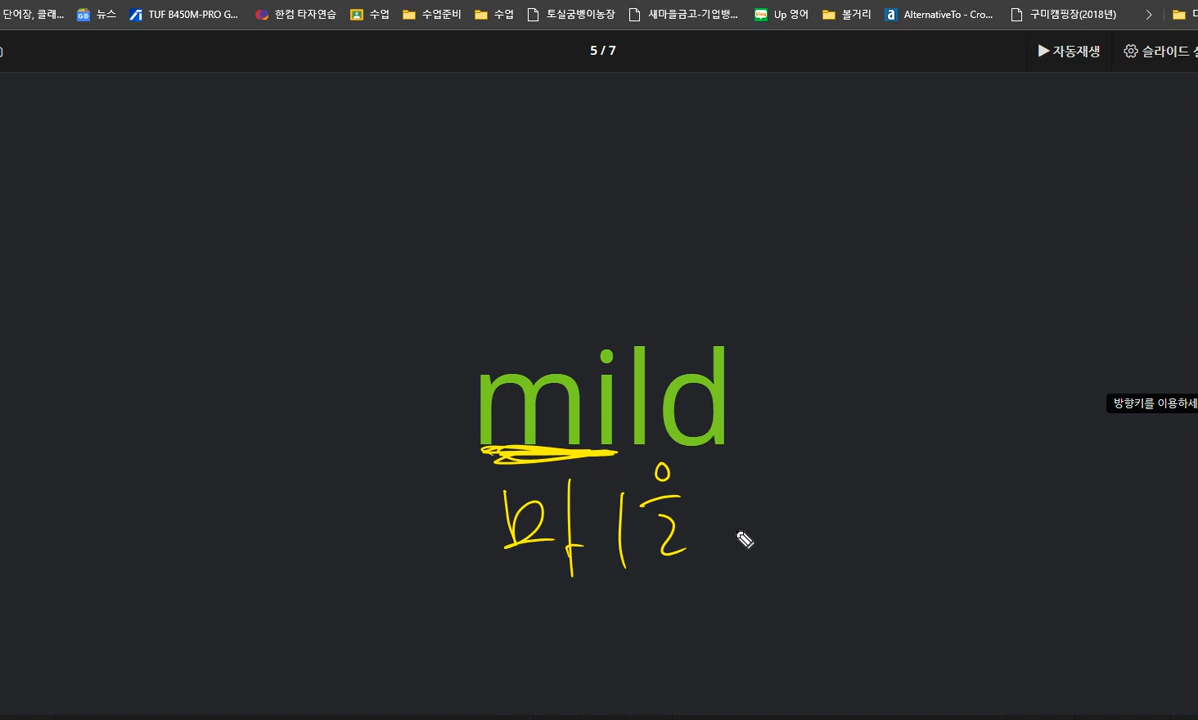 단어장, 클래... 뉴스 TUF B450M-PRO G... 한컴 타자연습 수업 수업준비 수업 토실굼벵이농장 새마을금고-기업뱅... Up 영어 볼거리 AlternativeTo - Cro... 구미캠핑장(2018년)
5 / 7 자동재생 슬라이드
mild
방향키를 이용하세
마 ㅣ 을